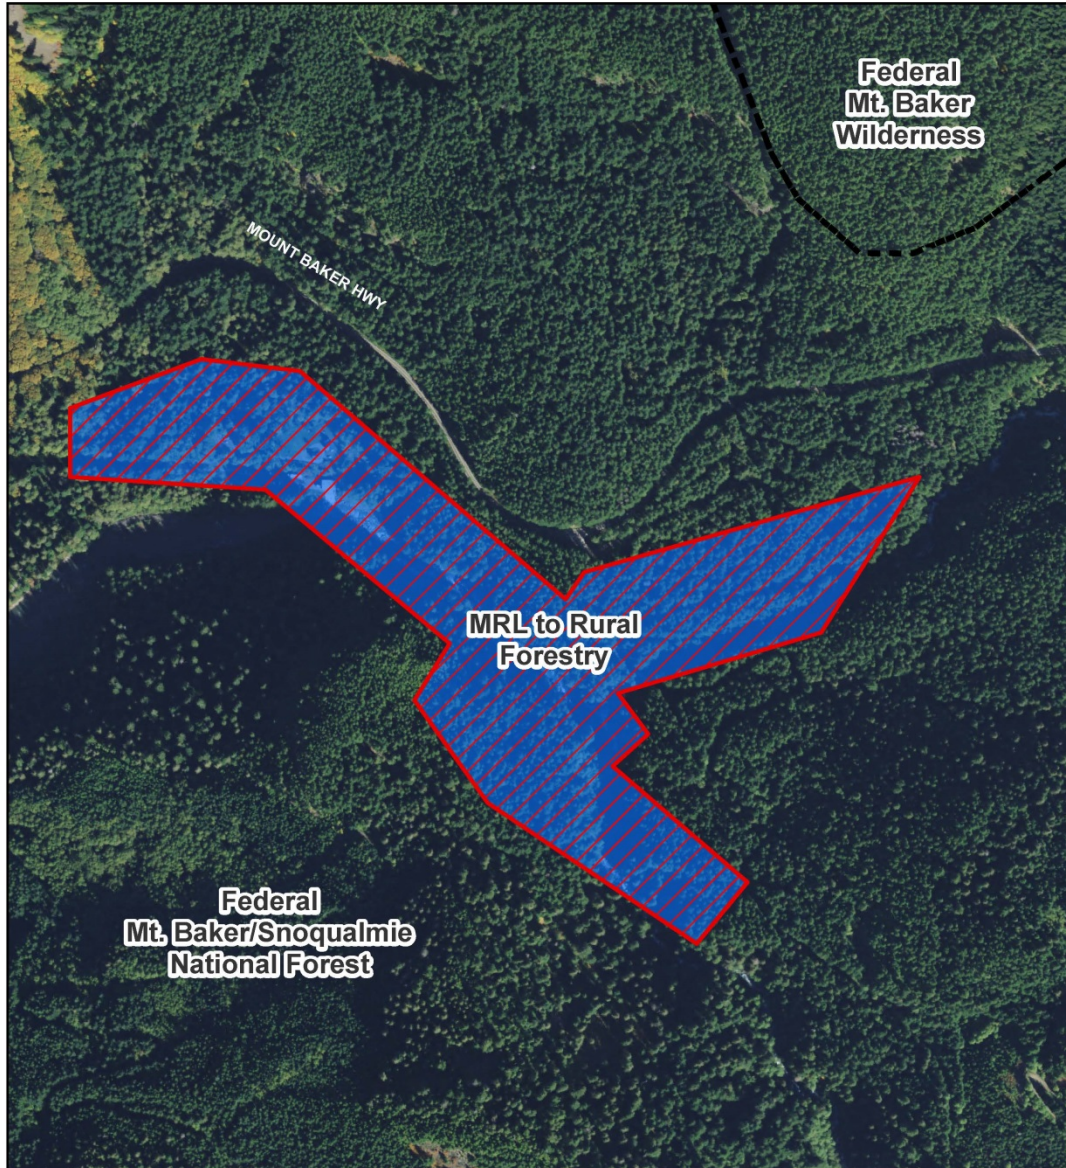 Federal
Mt. Baker
Wilderness
MOUNT BAKER HWY
MRL to Rural
Forestry
Federal
Mt. Baker/Snoqualmie
National Forest